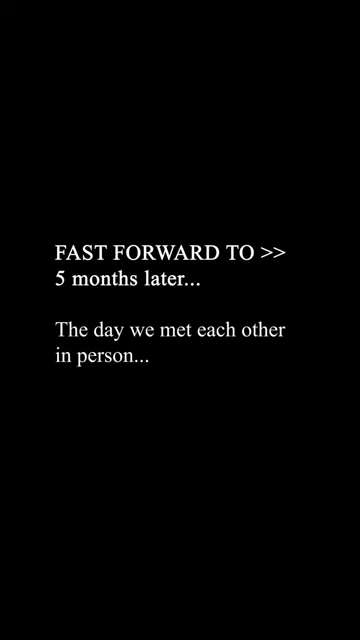 FAST FORWARD TO >>
5 months later...
The day we met each other
in person...